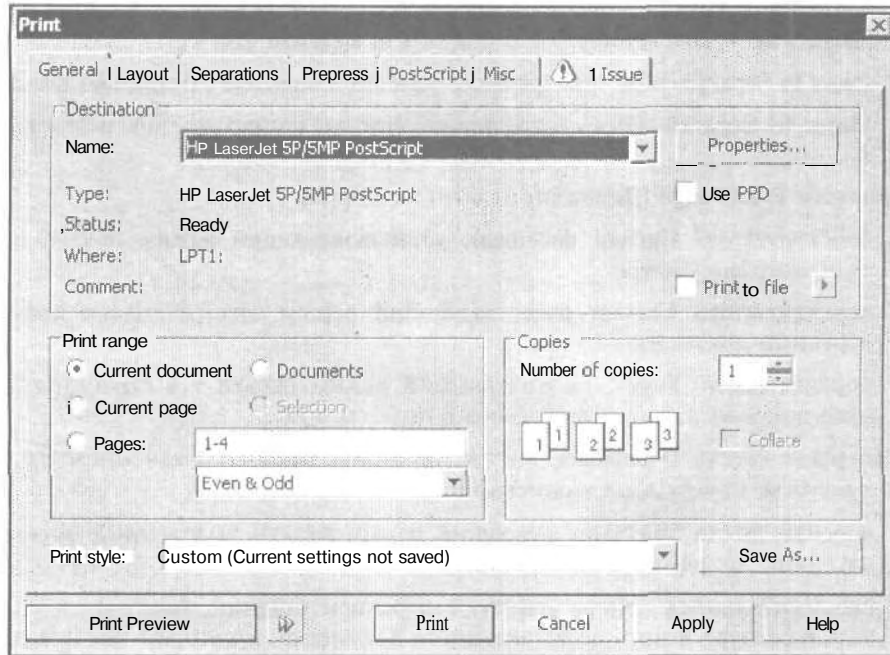 Print
General Layout Separations Prepress PostScript Misc 1 Issue
Destination
Name: HP LaserJet 5P/5MP PostScript Properties...
Type: HP LaserJet 5P/5MP PostScript Use PPD
Status: Ready
Where: LPT1:
Comment: Print to file
Print range
Current document Documents
Current page Selection
Pages: 1-4
Even & Odd
Copies
Number of copies: 1
1 1 2 2 3 3 Collate
Print style: Custom (Current settings not saved) Save As...
Print Preview Print Cancel Apply Help